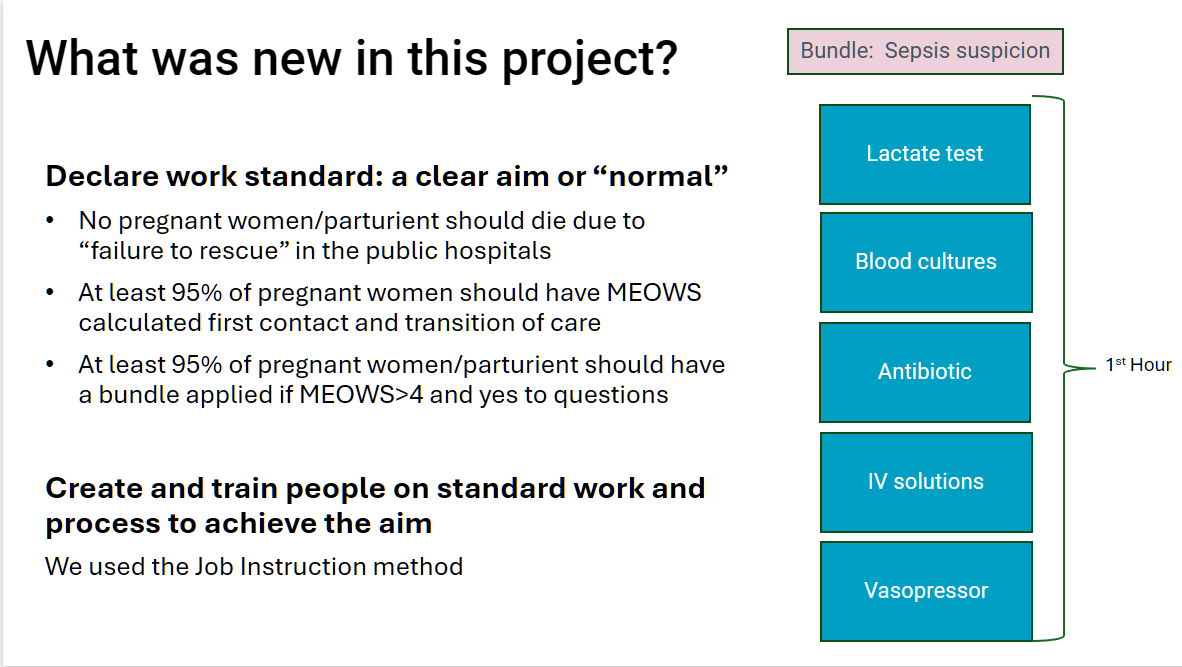 What was new in this project?
Bundle:  Sepsis suspicion
Declare work standard: a clear aim or “normal”
• No pregnant women/parturient should die due to
“failure to rescue” in the public hospitals
• At least 95% of pregnant women should have MEOWS
calculated first contact and transition of care
• At least 95% of pregnant women/parturient should have
a bundle applied if MEOWS>4 and yes to questions
Create and train people on standard work and
process to achieve the aim
We used the Job Instruction method
Lactate test
Blood cultures
Antibiotic
IV solutions
Vasopressor
1st Hour